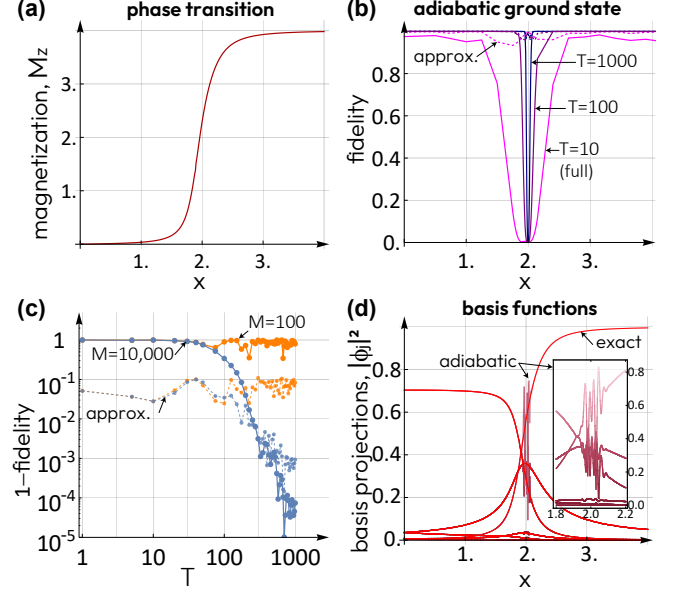 (a)
phase transition
magnetization, M_z
3.
2.
1.
1.
2.
3.
x
(b)
adiabatic ground state
fidelity
0.8
0.6
0.4
0.2
0.
1.
2.
3.
x
approx.
T=1000
T=100
T=10
(full)
(c)
1–fidelity
1
10⁻¹
10⁻²
10⁻³
10⁻⁴
10⁻⁵
1
10
100
1000
T
M=100
M=10,000
approx.
(d)
basis functions
basis projections, |ϕj|²
0.8
0.6
0.4
0.2
0.
1.
2.
3.
x
exact
adiabatic
0.8
0.6
0.4
0.2
0.0
1.8
2.0
2.2